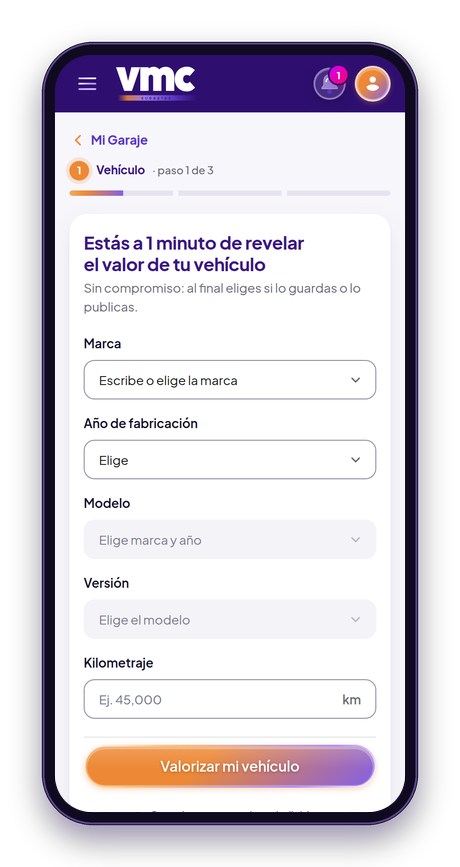 vmc
1
Mi Garaje
1 Vehículo · paso 1 de 3
Estás a 1 minuto de revelar
el valor de tu vehículo
Sin compromiso: al final eliges si lo guardas o lo
publicas.
Marca
Escribe o elige la marca
Año de fabricación
Elige
Modelo
Elige marca y año
Versión
Elige el modelo
Kilometraje
Ej. 45,000 km
Valorizar mi vehículo